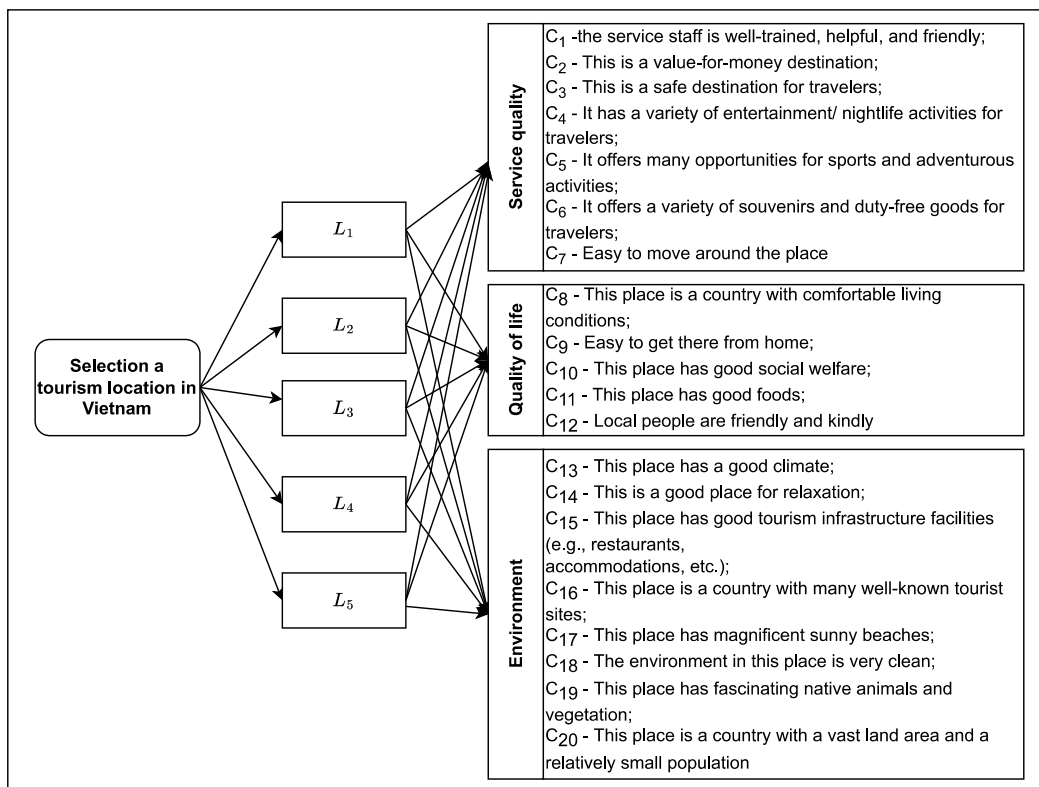 Selection a
tourism location in
Vietnam
L1
L2
L3
L4
L5
Service quality
C1 -the service staff is well-trained, helpful, and friendly;
C2 - This is a value-for-money destination;
C3 - This is a safe destination for travelers;
C4 - It has a variety of entertainment/ nightlife activities for
travelers;
C5 - It offers many opportunities for sports and adventurous
activities;
C6 - It offers a variety of souvenirs and duty-free goods for
travelers;
C7 - Easy to move around the place
Quality of life
C8 - This place is a country with comfortable living
conditions;
C9 - Easy to get there from home;
C10 - This place has good social welfare;
C11 - This place has good foods;
C12 - Local people are friendly and kindly
Environment
C13 - This place has a good climate;
C14 - This is a good place for relaxation;
C15 - This place has good tourism infrastructure facilities
(e.g., restaurants,
accommodations, etc.);
C16 - This place is a country with many well-known tourist
sites;
C17 - This place has magnificent sunny beaches;
C18 - The environment in this place is very clean;
C19 - This place has fascinating native animals and
vegetation;
C20 - This place is a country with a vast land area and a
relatively small population